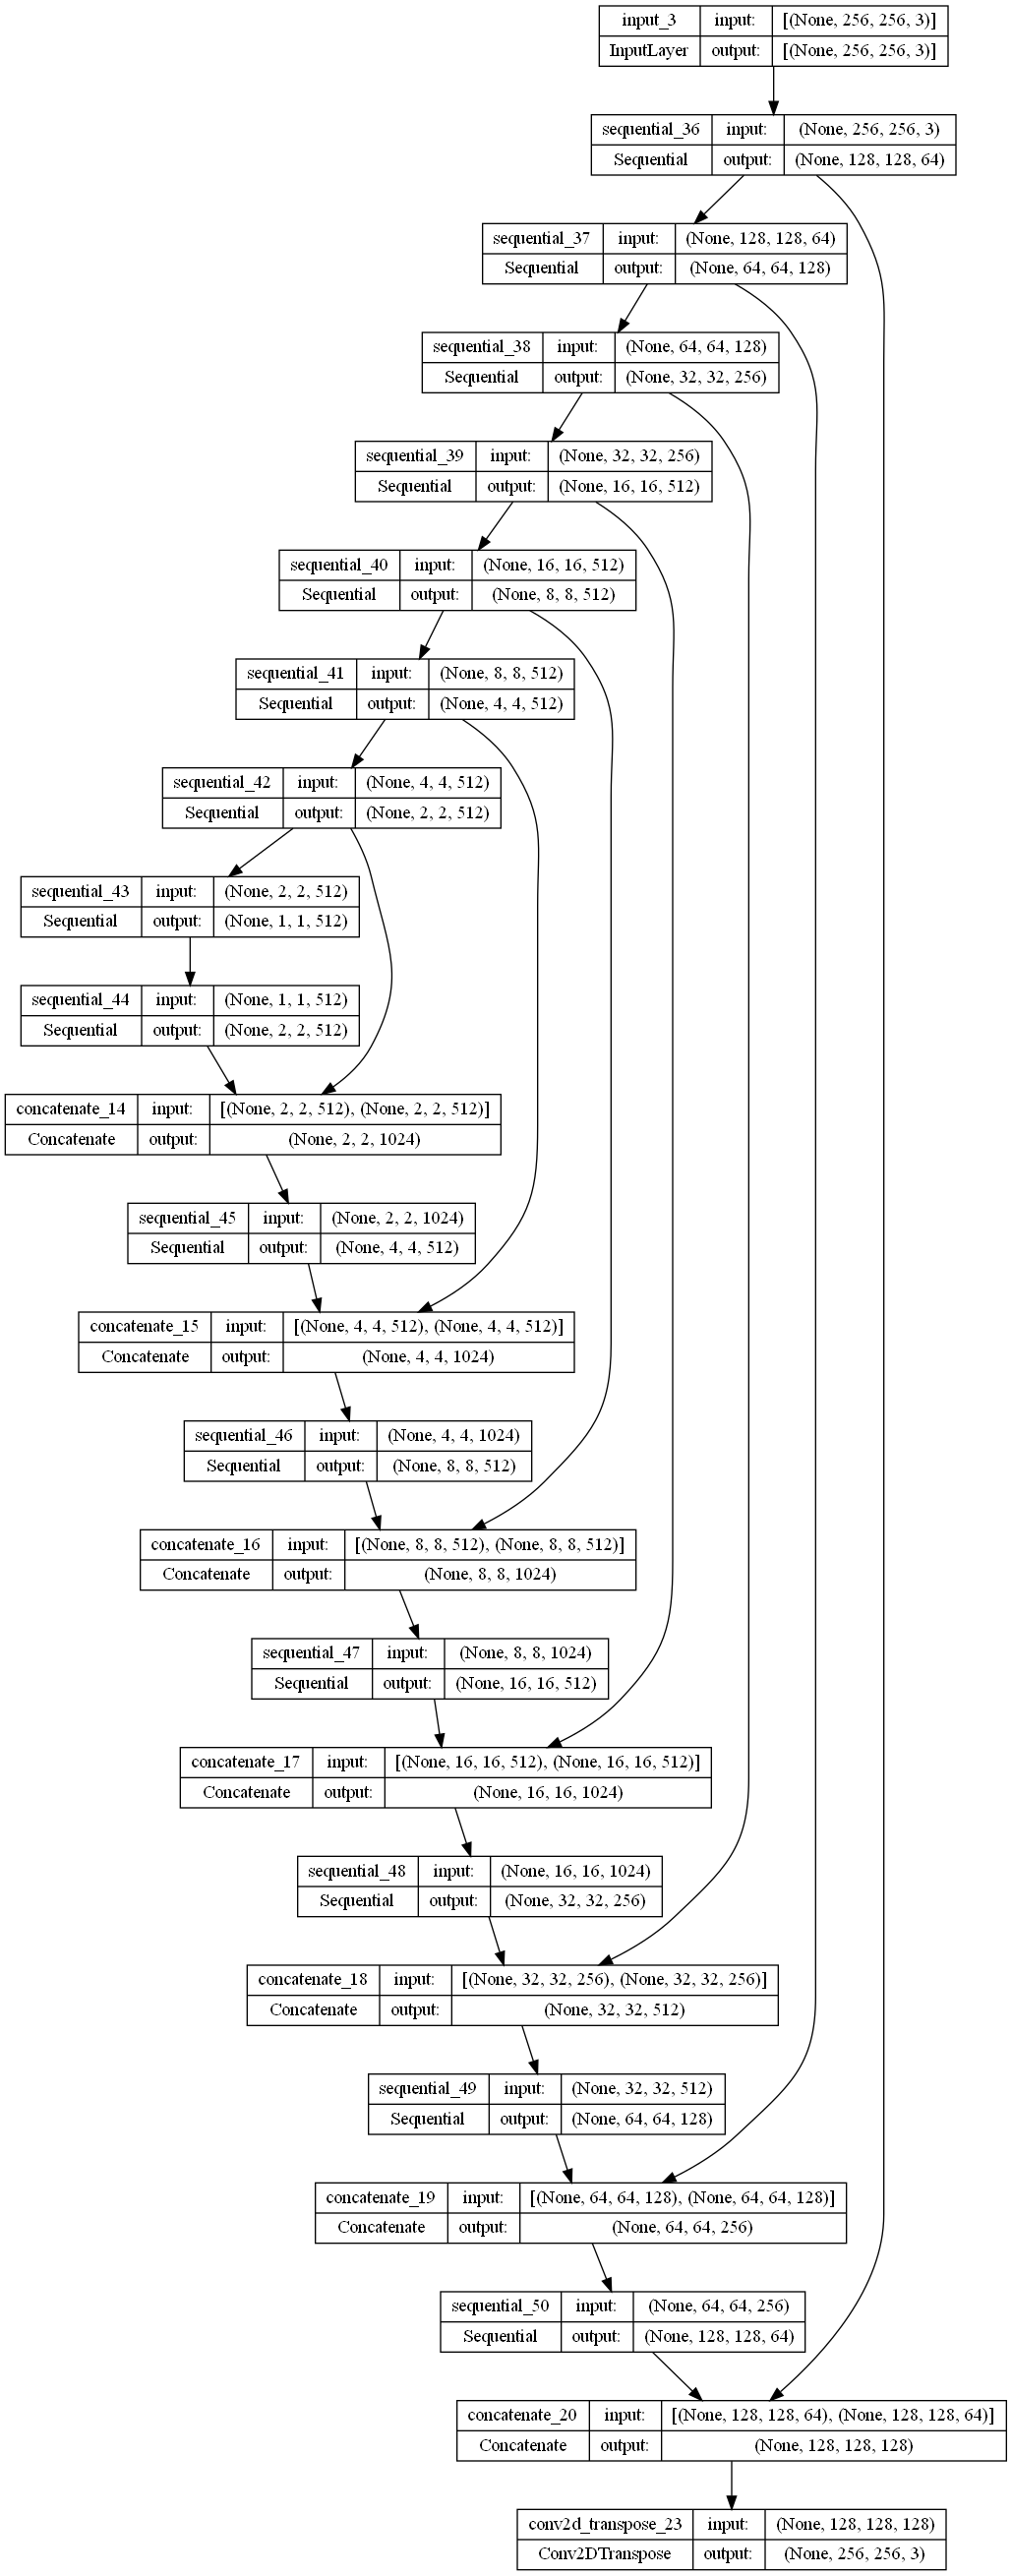 input_3 input: [(None, 256, 256, 3)]
InputLayer output: [(None, 256, 256, 3)]
sequential_36 input: (None, 256, 256, 3)
Sequential output: (None, 128, 128, 64)
sequential_37 input: (None, 128, 128, 64)
Sequential output: (None, 64, 64, 128)
sequential_38 input: (None, 64, 64, 128)
Sequential output: (None, 32, 32, 256)
sequential_39 input: (None, 32, 32, 256)
Sequential output: (None, 16, 16, 512)
sequential_40 input: (None, 16, 16, 512)
Sequential output: (None, 8, 8, 512)
sequential_41 input: (None, 8, 8, 512)
Sequential output: (None, 4, 4, 512)
sequential_42 input: (None, 4, 4, 512)
Sequential output: (None, 2, 2, 512)
sequential_43 input: (None, 2, 2, 512)
Sequential output: (None, 1, 1, 512)
sequential_44 input: (None, 1, 1, 512)
Sequential output: (None, 2, 2, 512)
concatenate_14 input: [(None, 2, 2, 512), (None, 2, 2, 512)]
Concatenate output: (None, 2, 2, 1024)
sequential_45 input: (None, 2, 2, 1024)
Sequential output: (None, 4, 4, 512)
concatenate_15 input: [(None, 4, 4, 512), (None, 4, 4, 512)]
Concatenate output: (None, 4, 4, 1024)
sequential_46 input: (None, 4, 4, 1024)
Sequential output: (None, 8, 8, 512)
concatenate_16 input: [(None, 8, 8, 512), (None, 8, 8, 512)]
Concatenate output: (None, 8, 8, 1024)
sequential_47 input: (None, 8, 8, 1024)
Sequential output: (None, 16, 16, 512)
concatenate_17 input: [(None, 16, 16, 512), (None, 16, 16, 512)]
Concatenate output: (None, 16, 16, 1024)
sequential_48 input: (None, 16, 16, 1024)
Sequential output: (None, 32, 32, 256)
concatenate_18 input: [(None, 32, 32, 256), (None, 32, 32, 256)]
Concatenate output: (None, 32, 32, 512)
sequential_49 input: (None, 32, 32, 512)
Sequential output: (None, 64, 64, 128)
concatenate_19 input: [(None, 64, 64, 128), (None, 64, 64, 128)]
Concatenate output: (None, 64, 64, 256)
sequential_50 input: (None, 64, 64, 256)
Sequential output: (None, 128, 128, 64)
concatenate_20 input: [(None, 128, 128, 64), (None, 128, 128, 64)]
Concatenate output: (None, 128, 128, 128)
conv2d_transpose_23 input: (None, 128, 128, 128)
Conv2DTranspose output: (None, 256, 256, 3)